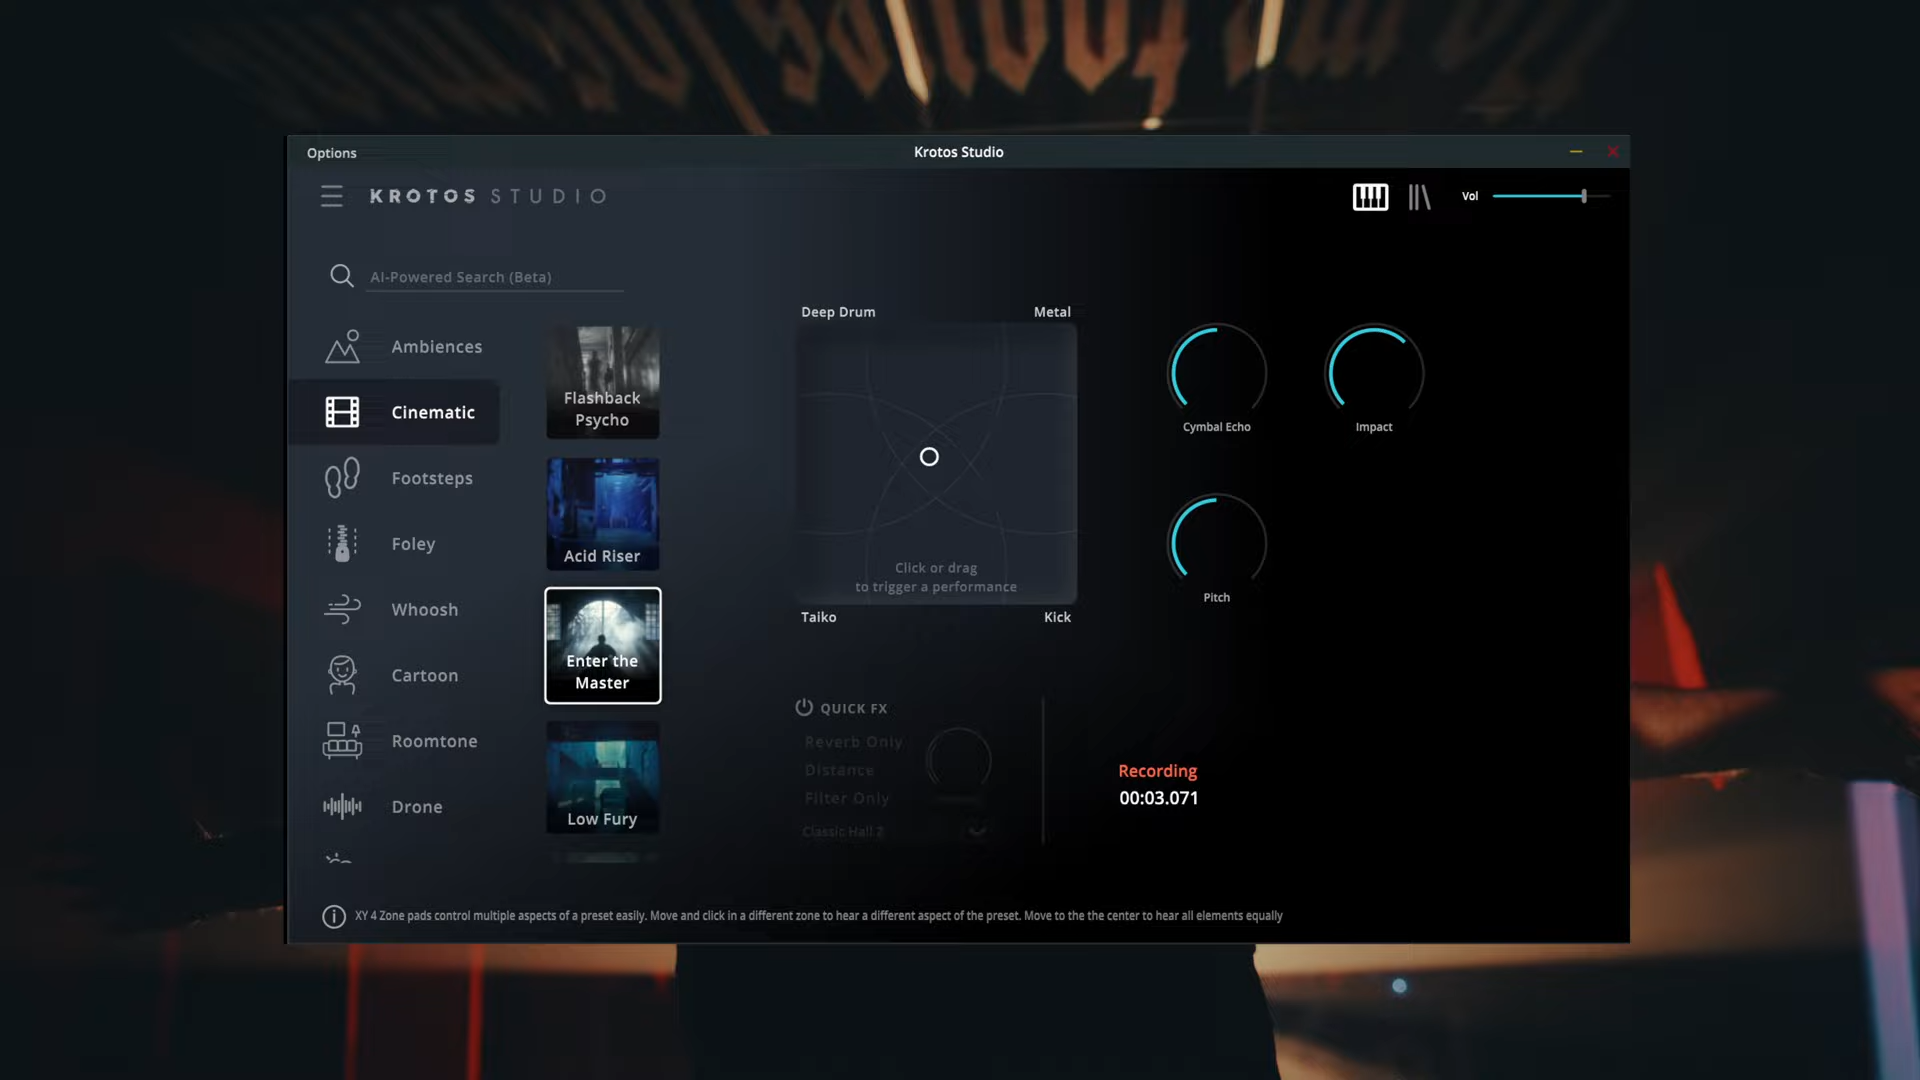 Options
Krotos Studio
KROTOS STUDIO
Vol
AI-Powered Search (Beta)
Ambiences
Cinematic
Footsteps
Foley
Whoosh
Cartoon
Roomtone
Drone
Flashback
Psycho
Acid Riser
Enter the
Master
Low Fury
Deep Drum
Metal
Click or drag
to trigger a performance
Taiko
Kick
Cymbal Echo
Impact
Pitch
QUICK FX
Reverb Only
Distance
Filter Only
Classic Hall 2
Recording
00:03.071
XY 4 Zone pads control multiple aspects of a preset easily. Move and click in a different zone to hear a different aspect of the preset. Move to the the center to hear all elements equally